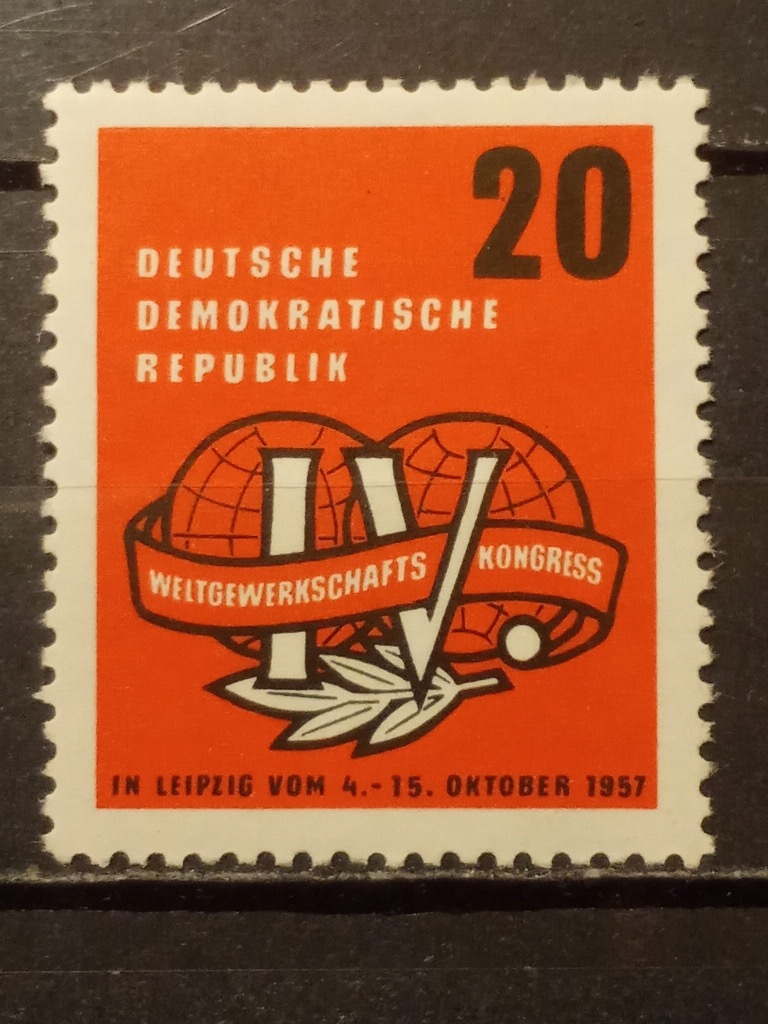 20
DEUTSCHE
DEMOKRATISCHE
REPUBLIK
IV.
WELTGEWERKSCHAFTS KONGRESS
IN LEIPZIG VOM 4.-15. OKTOBER 1957